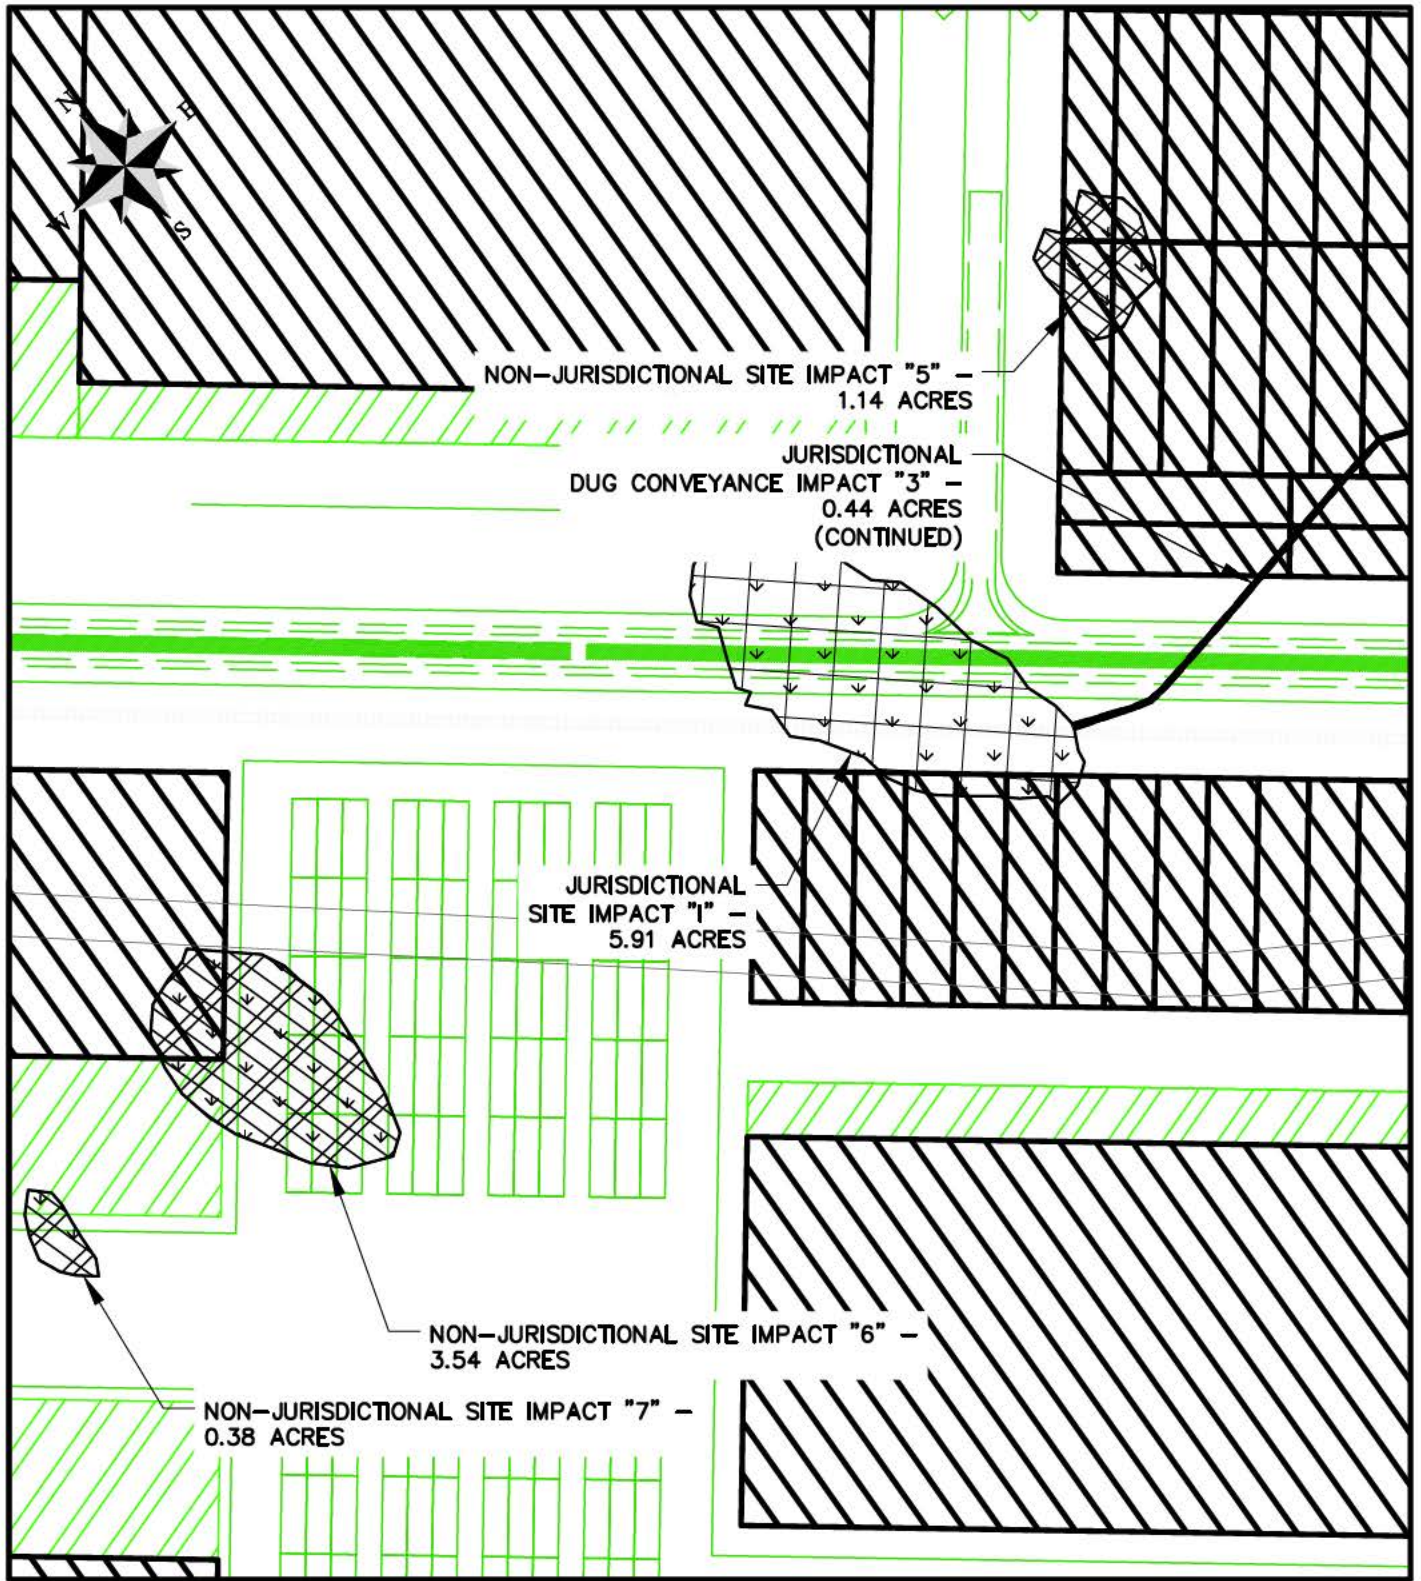 N
E
W
S
NON-JURISDICTIONAL SITE IMPACT "5" –
1.14 ACRES
JURISDICTIONAL
DUG CONVEYANCE IMPACT "3" –
0.44 ACRES
(CONTINUED)
JURISDICTIONAL
SITE IMPACT "1" –
5.91 ACRES
NON-JURISDICTIONAL SITE IMPACT "6" –
3.54 ACRES
NON-JURISDICTIONAL SITE IMPACT "7" –
0.38 ACRES